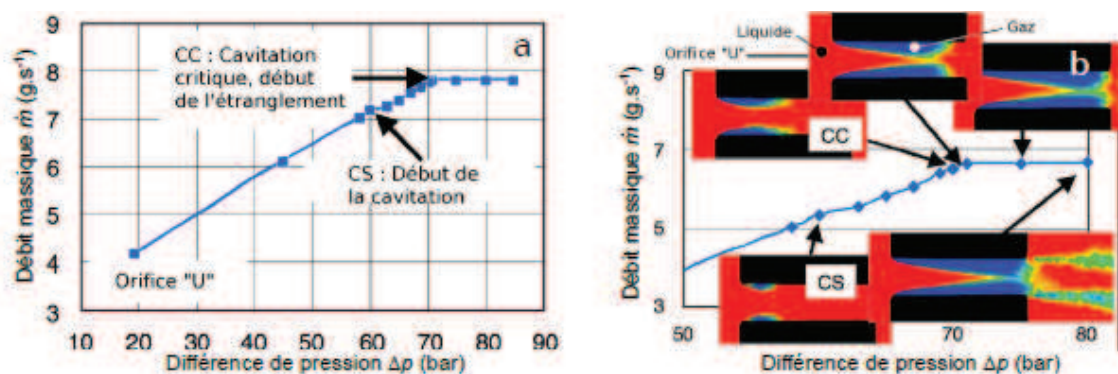 9
8
7
6
5
4
3
Débit massique ṁ (g.s⁻¹)
a
CC : Cavitation
critique, début
de l'étranglement
CS : Début de
la cavitation
Orifice "U"
10 20 30 40 50 60 70 80 90
Différence de pression Δp (bar)
Liquide
Gaz
Orifice "U"
b
9
7
5
3
Débit massique ṁ (g.s⁻¹)
CC
CS
50 70 80
Différence de pression Δp (bar)